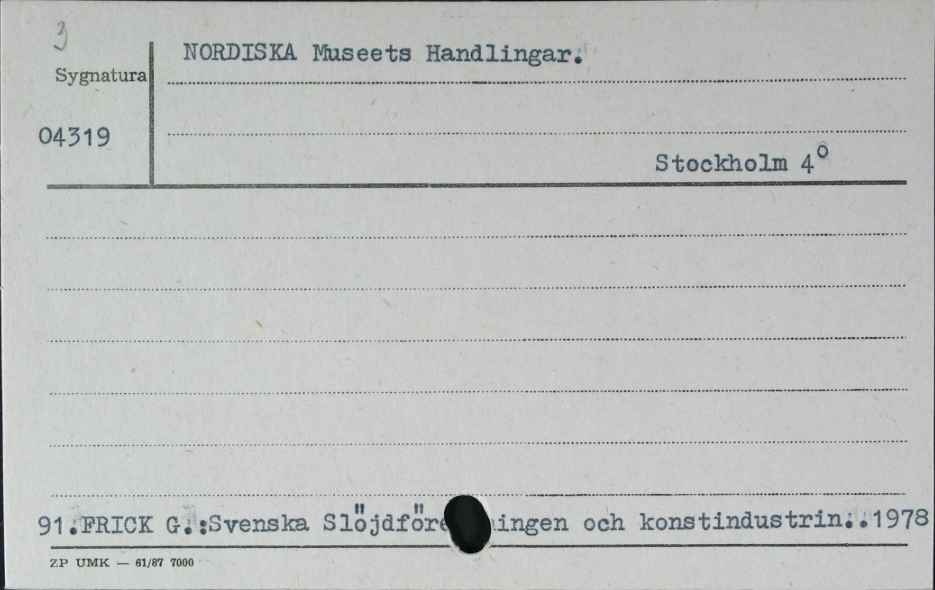 3
NORDISKA Museets Handlingar.
Sygnatura
04319
Stockholm 4°
91.FRICK G.:Svenska Slöjdföre ingen och konstindustrin..1978
ZP UMK — 61/87 7000